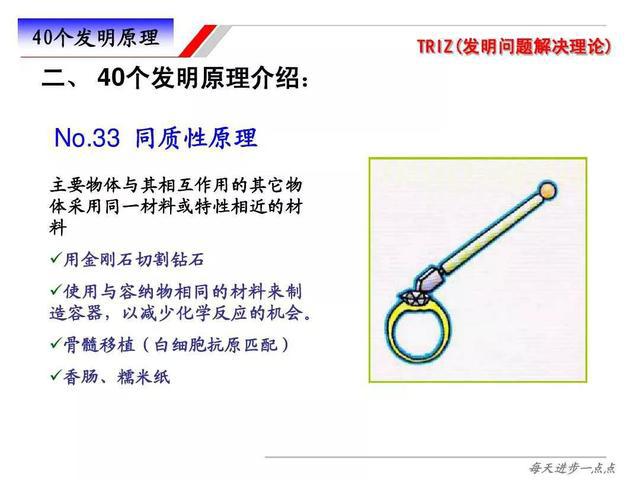 40个发明原理
TRIZ(发明问题解决理论)
二、 40个发明原理介绍：
No.33 同质性原理
主要物体与其相互作用的其它物
体采用同一材料或特性相近的材
料
✓用金刚石切割钻石
✓使用与容纳物相同的材料来制
造容器，以减少化学反应的机会。
✓骨髓移植（白细胞抗原匹配）
✓香肠、糯米纸
每天进步一点点